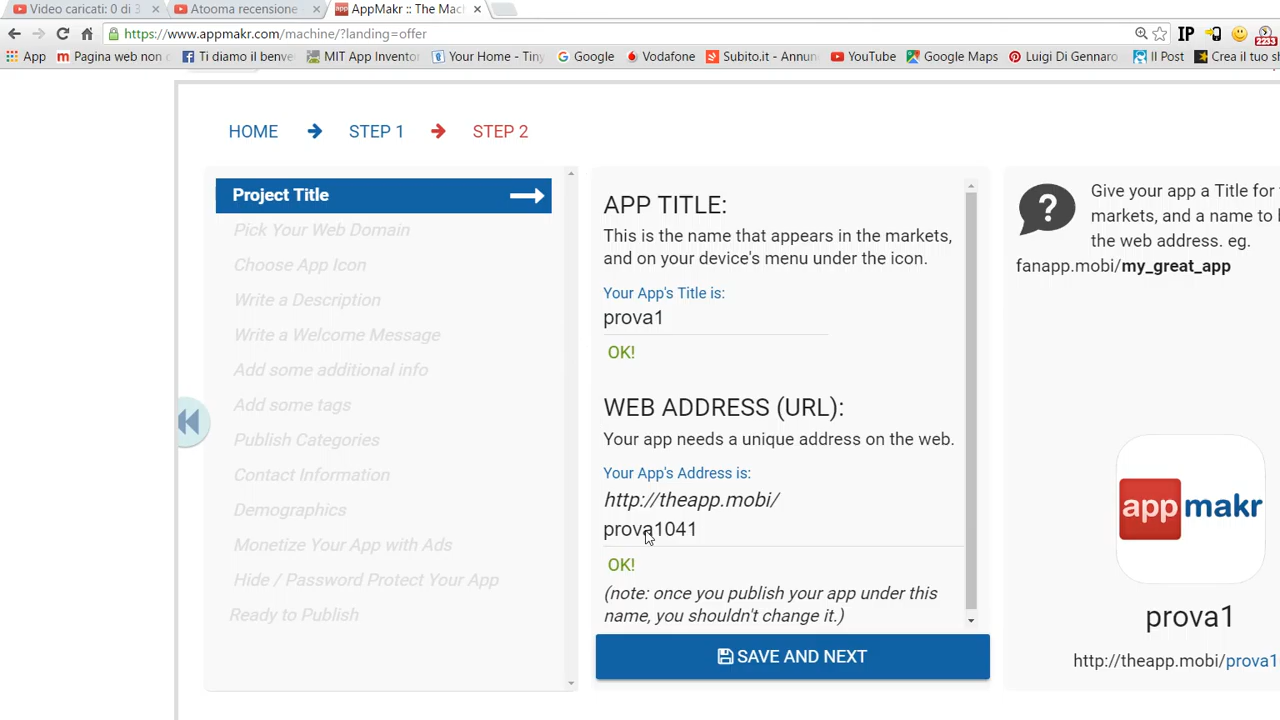 Video caricati: 0 di 3
Atooma recensione
AppMakr :: The Mac
https://www.appmakr.com/machine/?landing=offer
IP
2233
App
Pagina web non
Ti diamo il benve
MIT App Inventor
Your Home - Tiny
Google
Vodafone
Subito.it - Annun
YouTube
Google Maps
Luigi Di Gennaro
Il Post
Crea il tuo s
HOME
STEP 1
STEP 2
Project Title
Pick Your Web Domain
Choose App Icon
Write a Description
Write a Welcome Message
Add some additional info
Add some tags
Publish Categories
Contact Information
Demographics
Monetize Your App with Ads
Hide / Password Protect Your App
Ready to Publish
APP TITLE:
This is the name that appears in the markets,
and on your device's menu under the icon.
Your App's Title is:
prova1
OK!
WEB ADDRESS (URL):
Your app needs a unique address on the web.
Your App's Address is:
http://theapp.mobi/
prova1041
OK!
(note: once you publish your app under this
name, you shouldn't change it.)
SAVE AND NEXT
?
Give your app a Title for
markets, and a name to
the web address. eg.
fanapp.mobi/my_great_app
appmakr
prova1
http://theapp.mobi/prova1